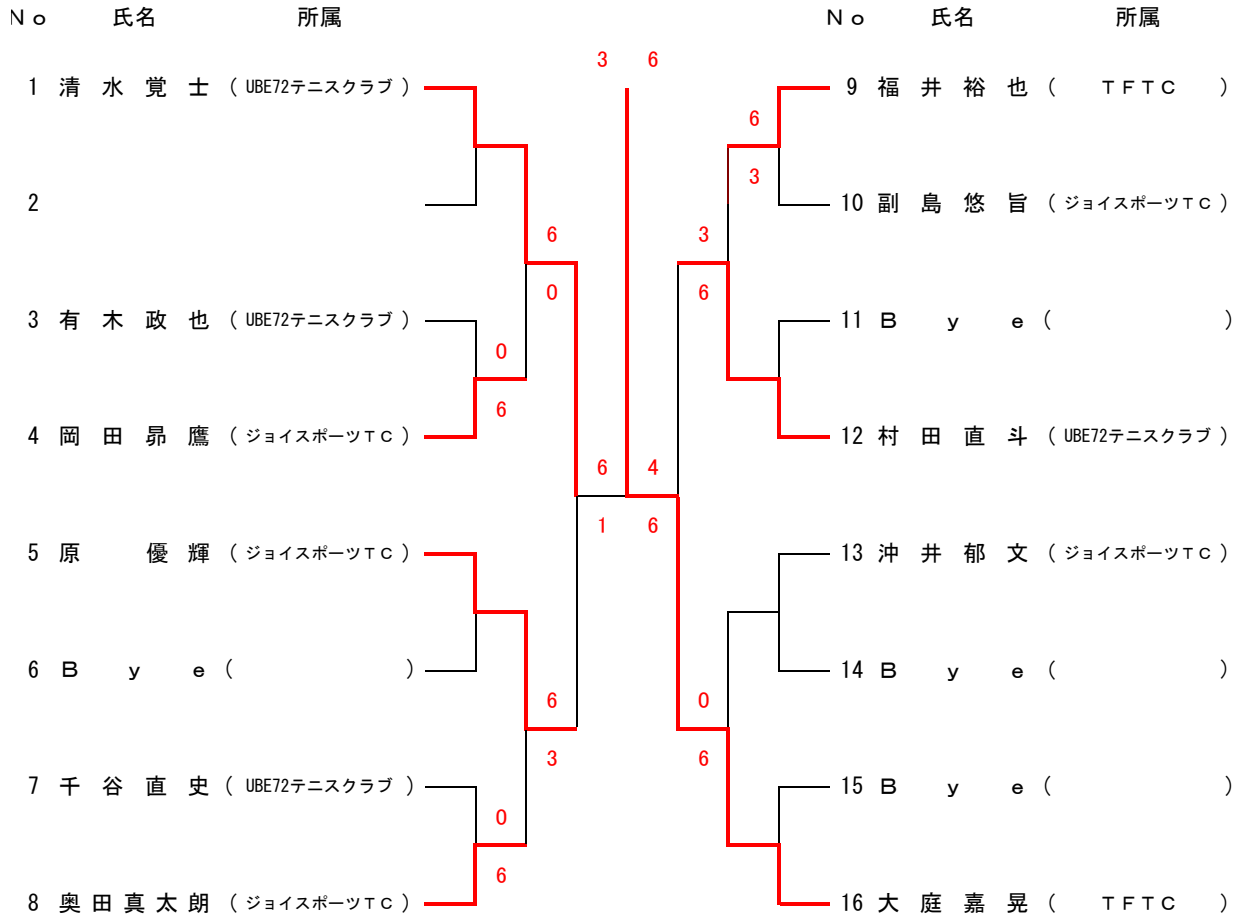 No 氏名 所属 No 氏名 所属
3 6
1 清水覚士 (UBE72テニスクラブ) 9 福井裕也 (TFTC)
6
3
2 10 副島悠旨 (ジョイスポーツTC)
6 3
0 6
3 有木政也 (UBE72テニスクラブ) 11 Bye ( )
0
6
4 岡田昴鷹 (ジョイスポーツTC) 12 村田直斗 (UBE72テニスクラブ)
6 4
1 6
5 原 優輝 (ジョイスポーツTC) 13 沖井郁文 (ジョイスポーツTC)
6 Bye ( ) 14 Bye ( )
6 0
3 6
7 千谷直史 (UBE72テニスクラブ) 15 Bye ( )
0
6
8 奥田真太朗 (ジョイスポーツTC) 16 大庭嘉晃 (TFTC)